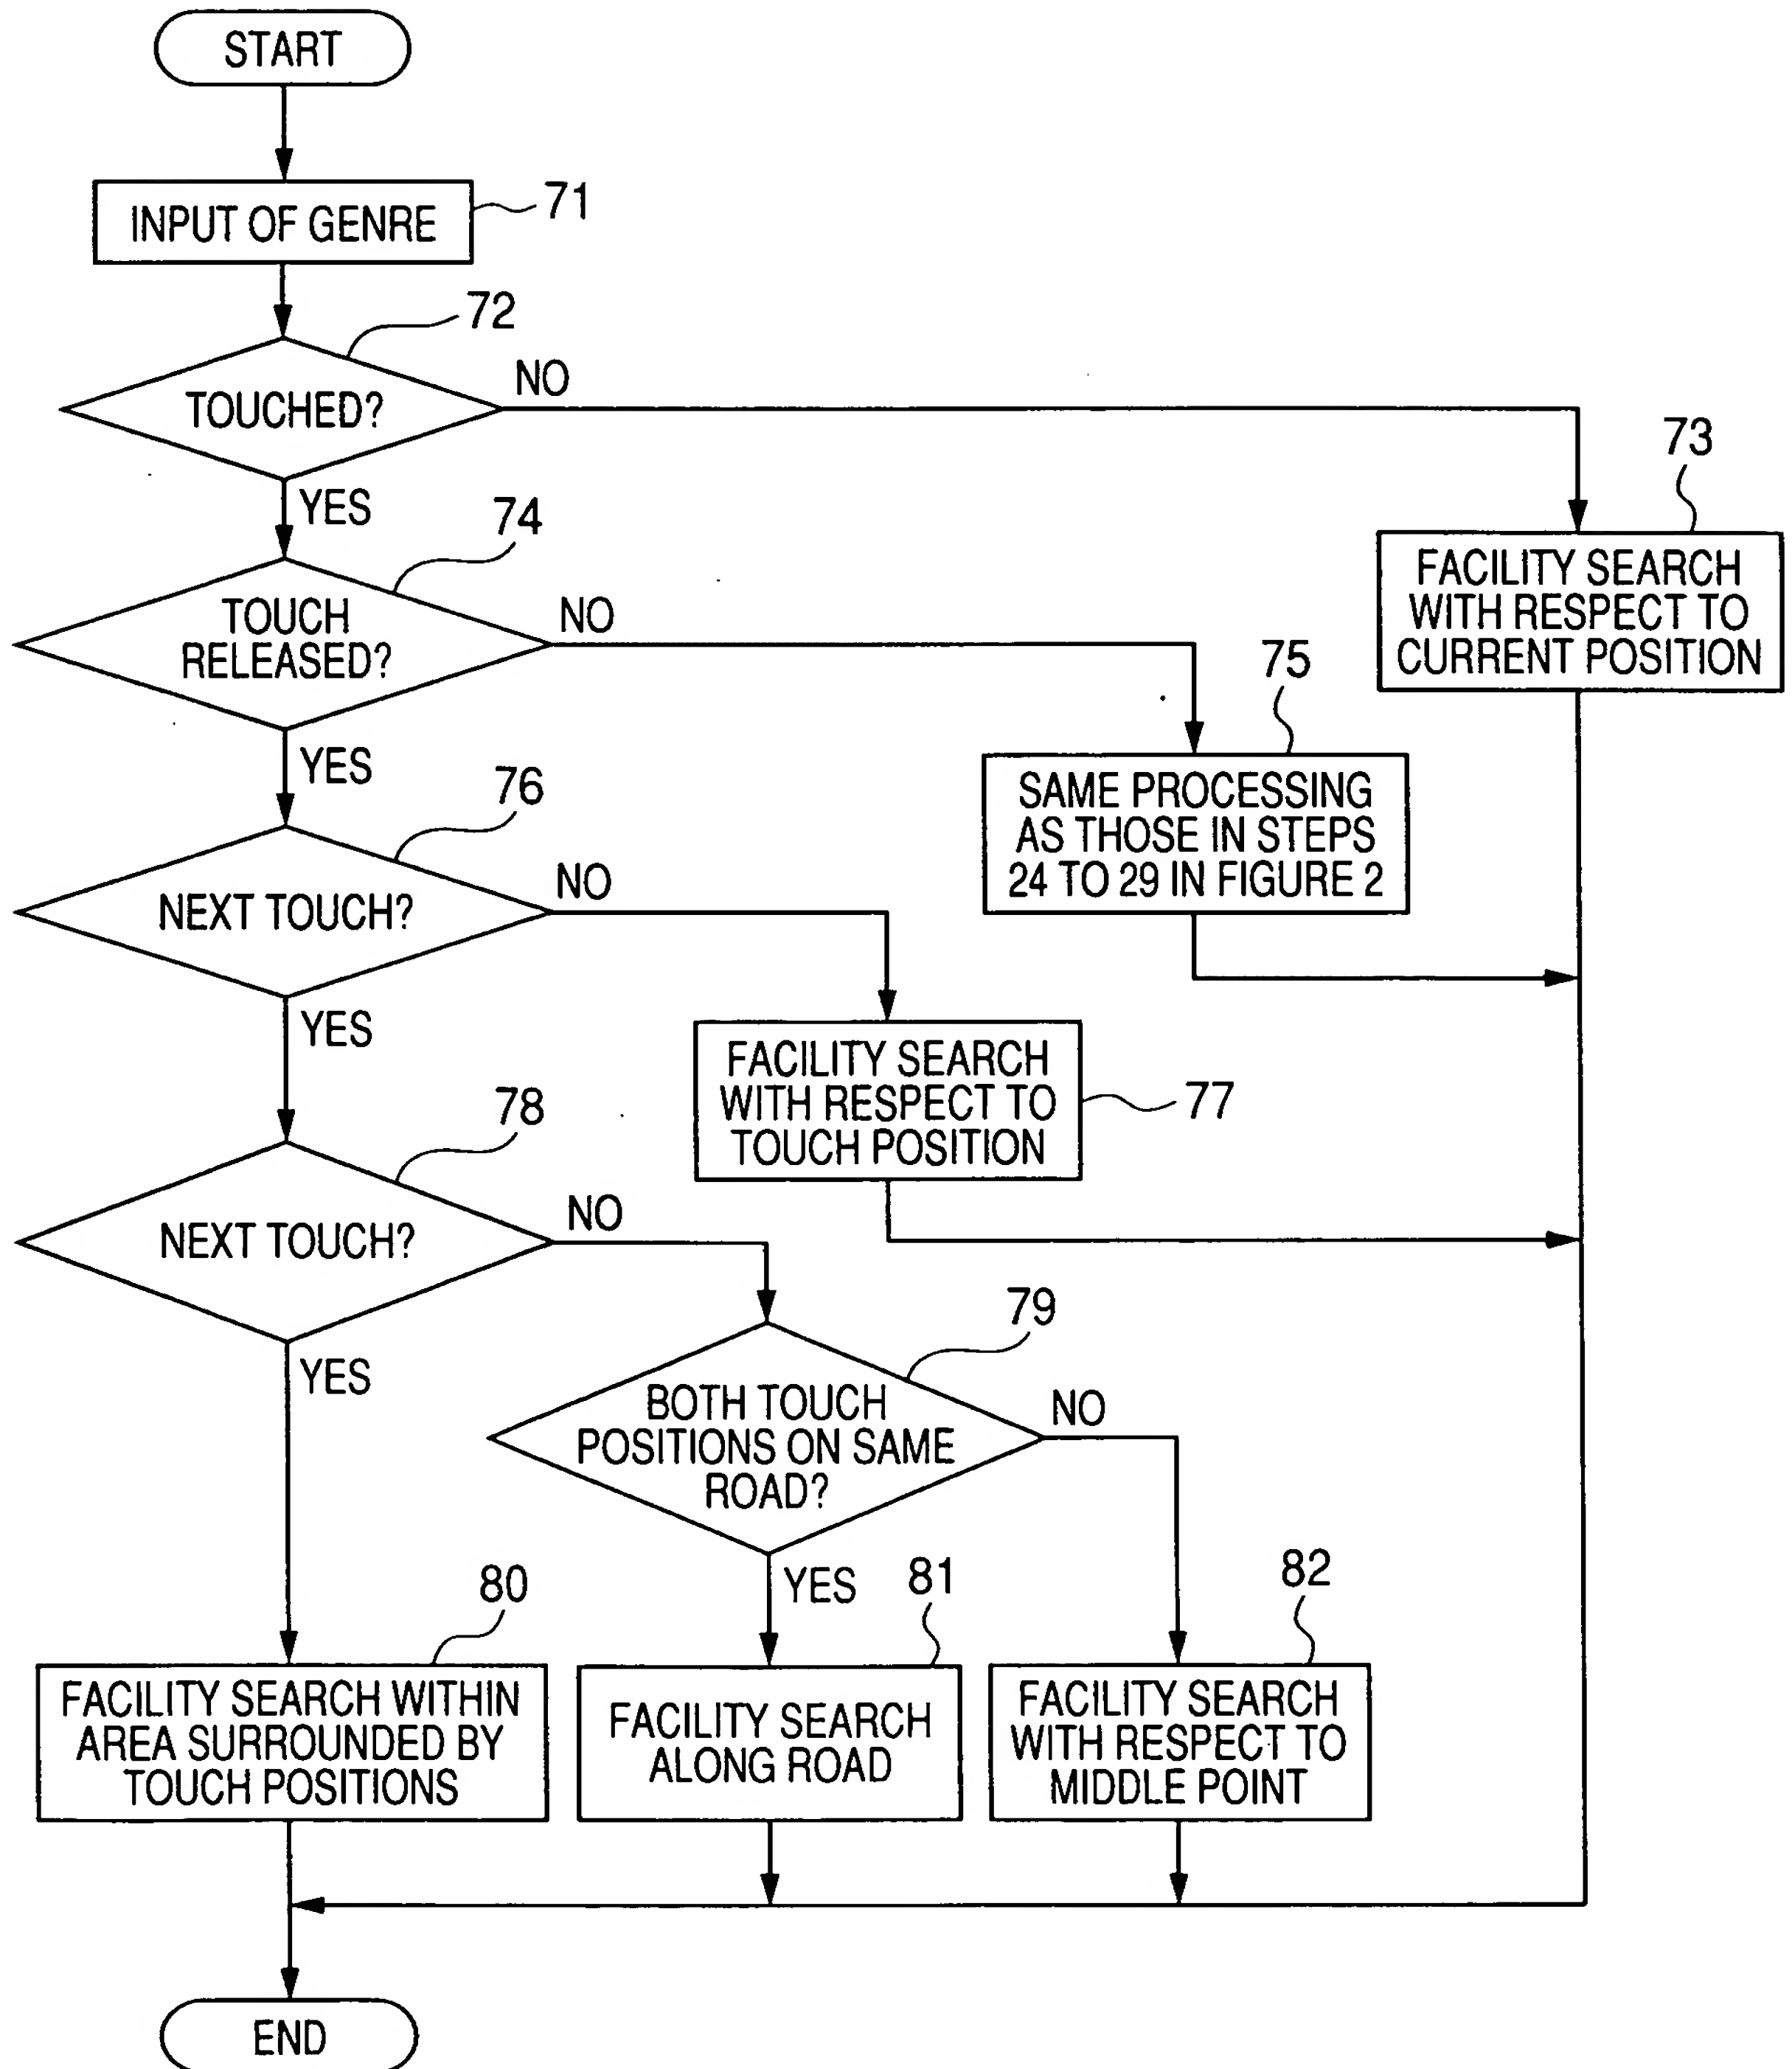 START
INPUT OF GENRE
71
72
TOUCHED?
NO
YES
73
FACILITY SEARCH
WITH RESPECT TO
CURRENT POSITION
74
TOUCH
RELEASED?
NO
YES
75
SAME PROCESSING
AS THOSE IN STEPS
24 TO 29 IN FIGURE 2
76
NEXT TOUCH?
NO
YES
FACILITY SEARCH
WITH RESPECT TO
TOUCH POSITION
77
78
NEXT TOUCH?
NO
YES
79
BOTH TOUCH
POSITIONS ON SAME
ROAD?
NO
YES
80
FACILITY SEARCH WITHIN
AREA SURROUNDED BY
TOUCH POSITIONS
81
FACILITY SEARCH
ALONG ROAD
82
FACILITY SEARCH
WITH RESPECT TO
MIDDLE POINT
END